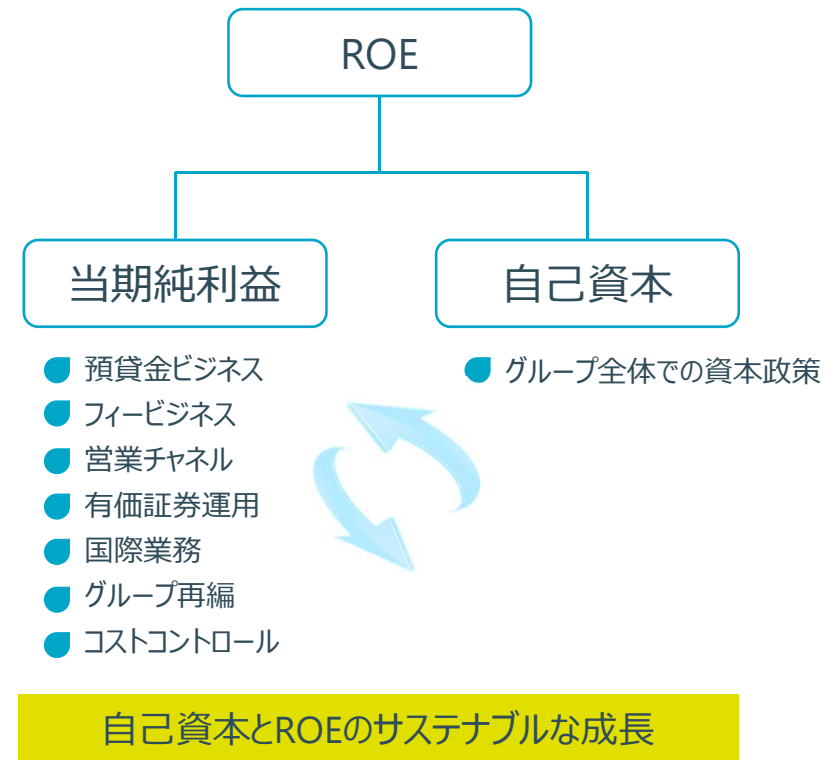 ROE
当期純利益
自己資本
預貸金ビジネス
フィービジネス
営業チャネル
有価証券運用
国際業務
グループ再編
コストコントロール
グループ全体での資本政策
自己資本とROEのサステナブルな成長